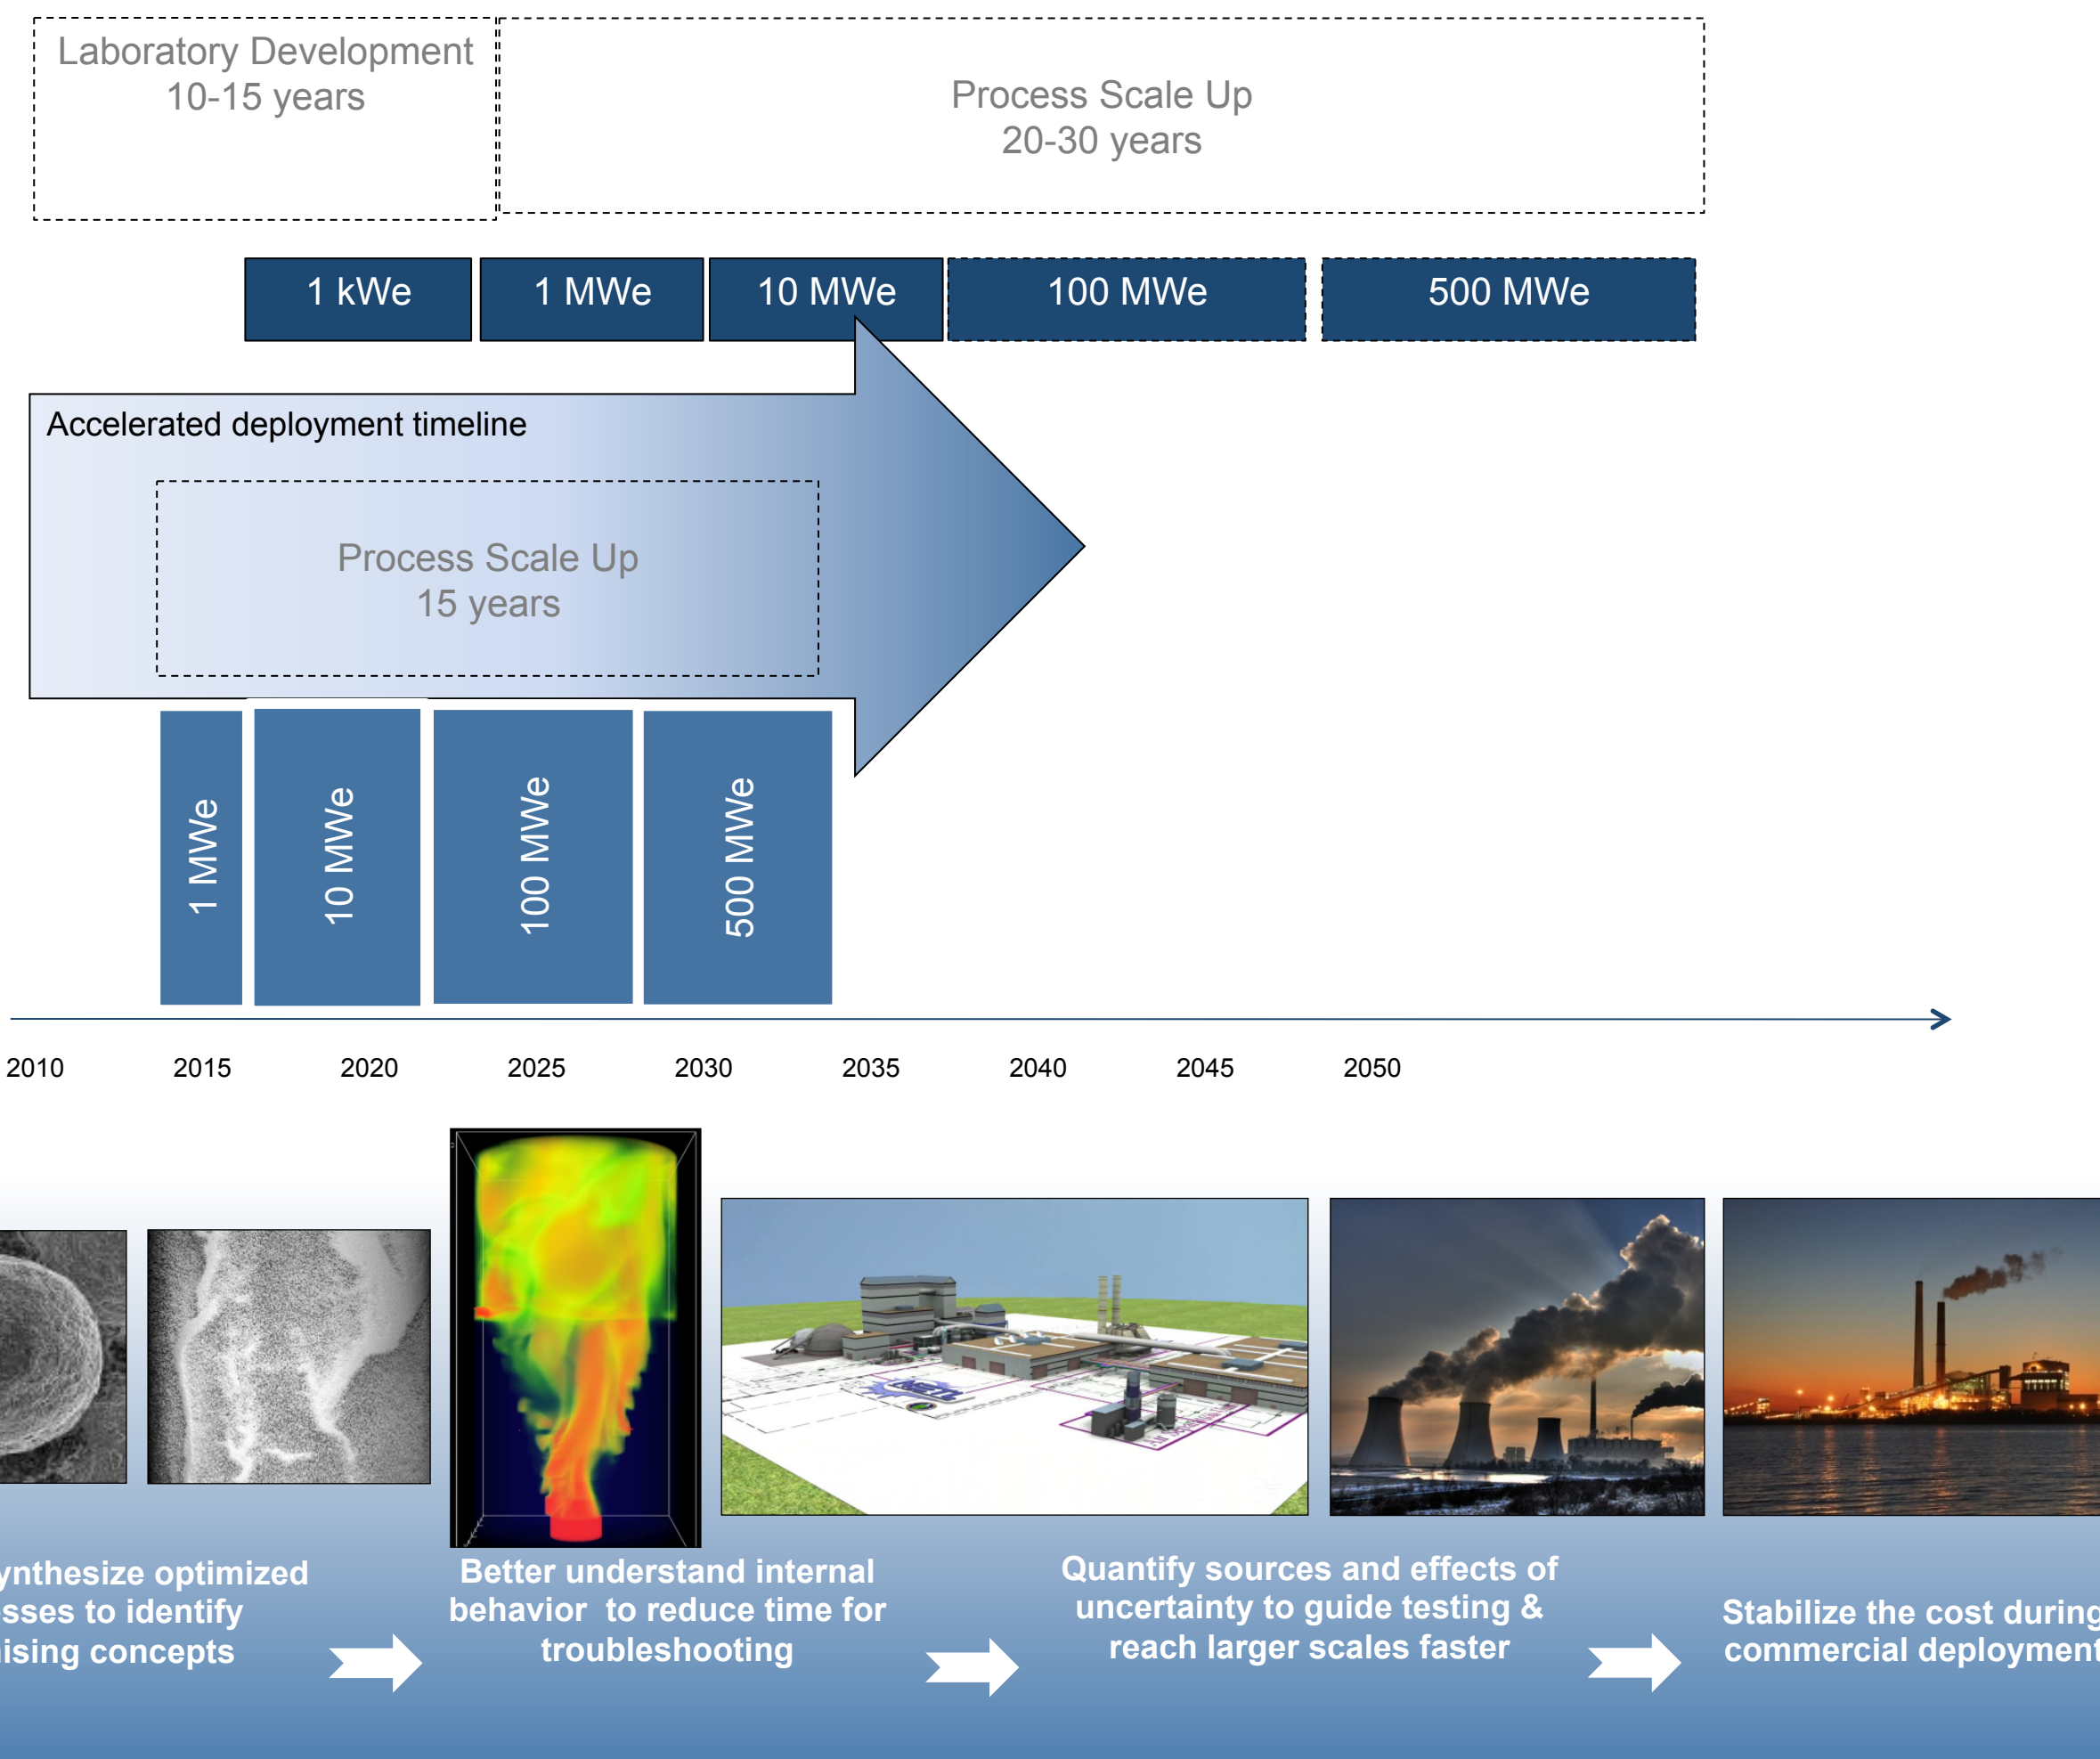 Laboratory Development
10-15 years
Process Scale Up
20-30 years
1 kWe
1 MWe
10 MWe
100 MWe
500 MWe
Accelerated deployment timeline
Process Scale Up
15 years
1 MWe
10 MWe
100 MWe
500 MWe
2010
2015
2020
2025
2030
2035
2040
2045
2050
NETL
ynthesize optimized
sses to identify
ising concepts
Better understand internal
behavior to reduce time for
troubleshooting
Quantify sources and effects of
uncertainty to guide testing &
reach larger scales faster
Stabilize the cost during
commercial deployment